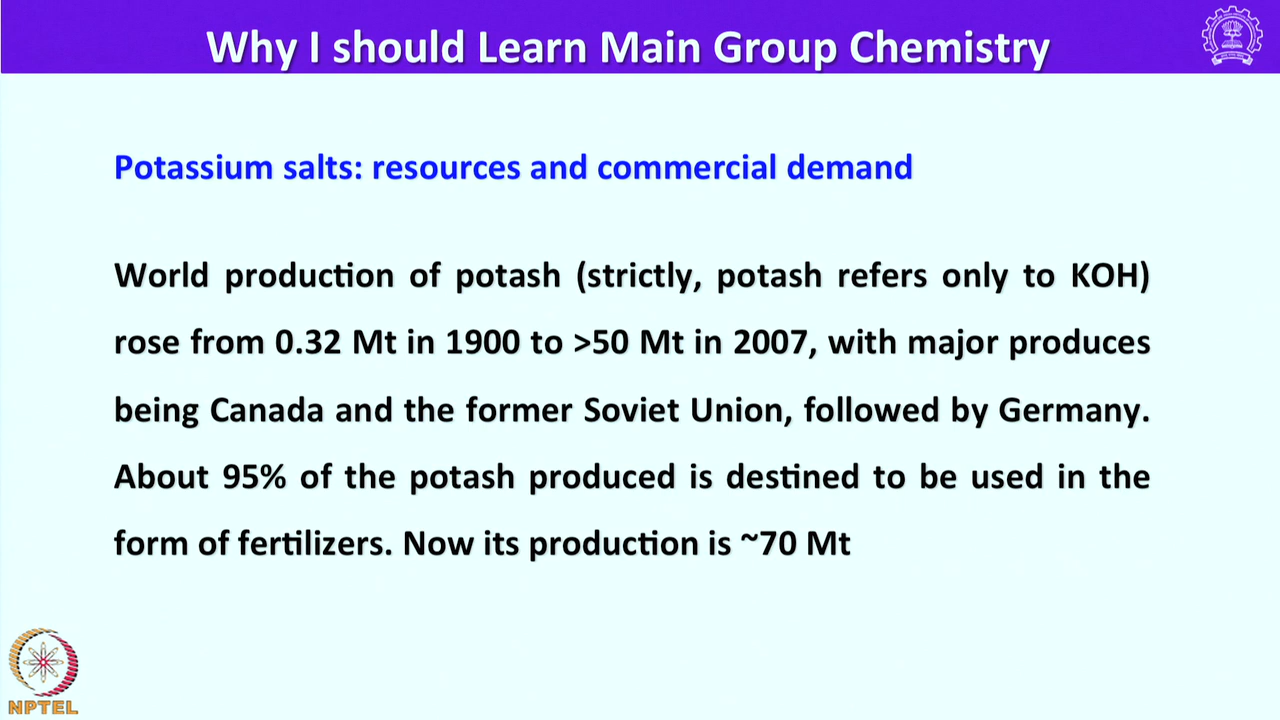 Why I should Learn Main Group Chemistry
Potassium salts: resources and commercial demand
World production of potash (strictly, potash refers only to KOH)
rose from 0.32 Mt in 1900 to >50 Mt in 2007, with major produces
being Canada and the former Soviet Union, followed by Germany.
About 95% of the potash produced is destined to be used in the
form of fertilizers. Now its production is ~70 Mt
NPTEL